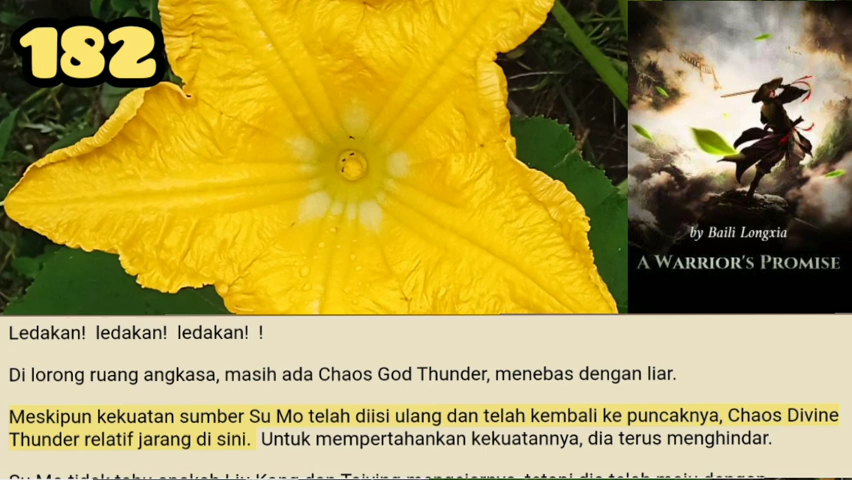 182
by Baili Longxia
A WARRIOR'S PROMISE
Ledakan! ledakan! ledakan! !
Di lorong ruang angkasa, masih ada Chaos God Thunder, menebas dengan liar.
Meskipun kekuatan sumber Su Mo telah diisi ulang dan telah kembali ke puncaknya, Chaos Divine
Thunder relatif jarang di sini. Untuk mempertahankan kekuatannya, dia terus menghindar.